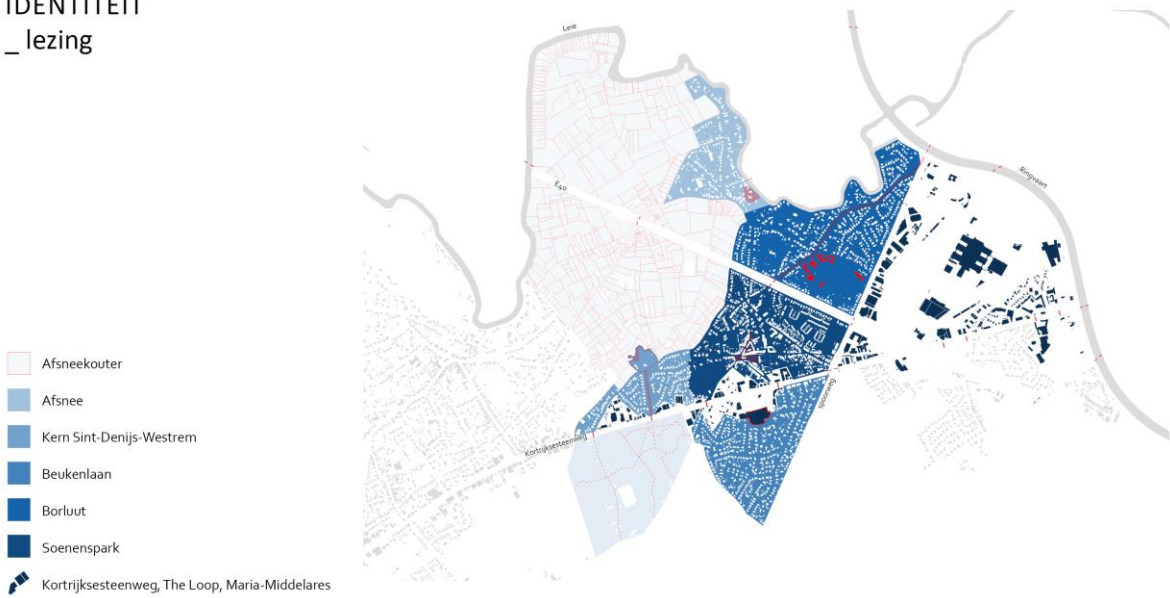 IDENTITEIT
_ lezing
Leie
Ringvaart
E40
spoorweg
Kortrijksesteenweg
Afsneekouter
Afsnee
Kern Sint-Denijs-Westrem
Beukenlaan
Borluut
Soenenspark
Kortrijksesteenweg, The Loop, Maria-Middelares